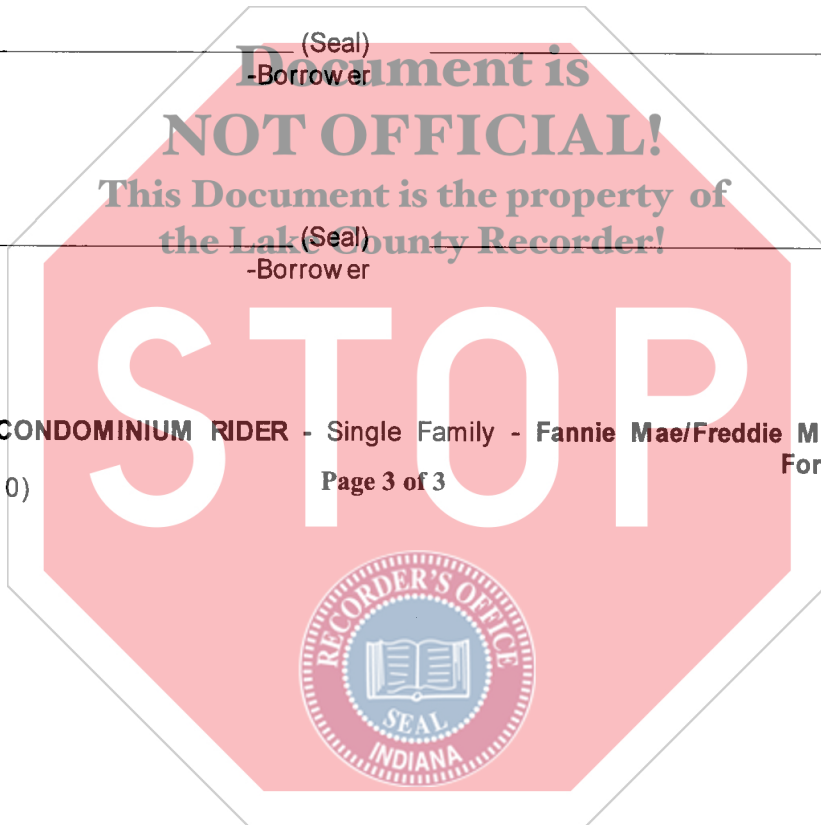 (Seal)
-Borrower
Document is
NOT OFFICIAL!
This Document is the property of
the Lake County Recorder!
(Seal)
-Borrower
STOP
CONDOMINIUM RIDER - Single Family - Fannie Mae/Freddie M
For
0)
Page 3 of 3
RECORDER'S OFFICE
SEAL
INDIANA